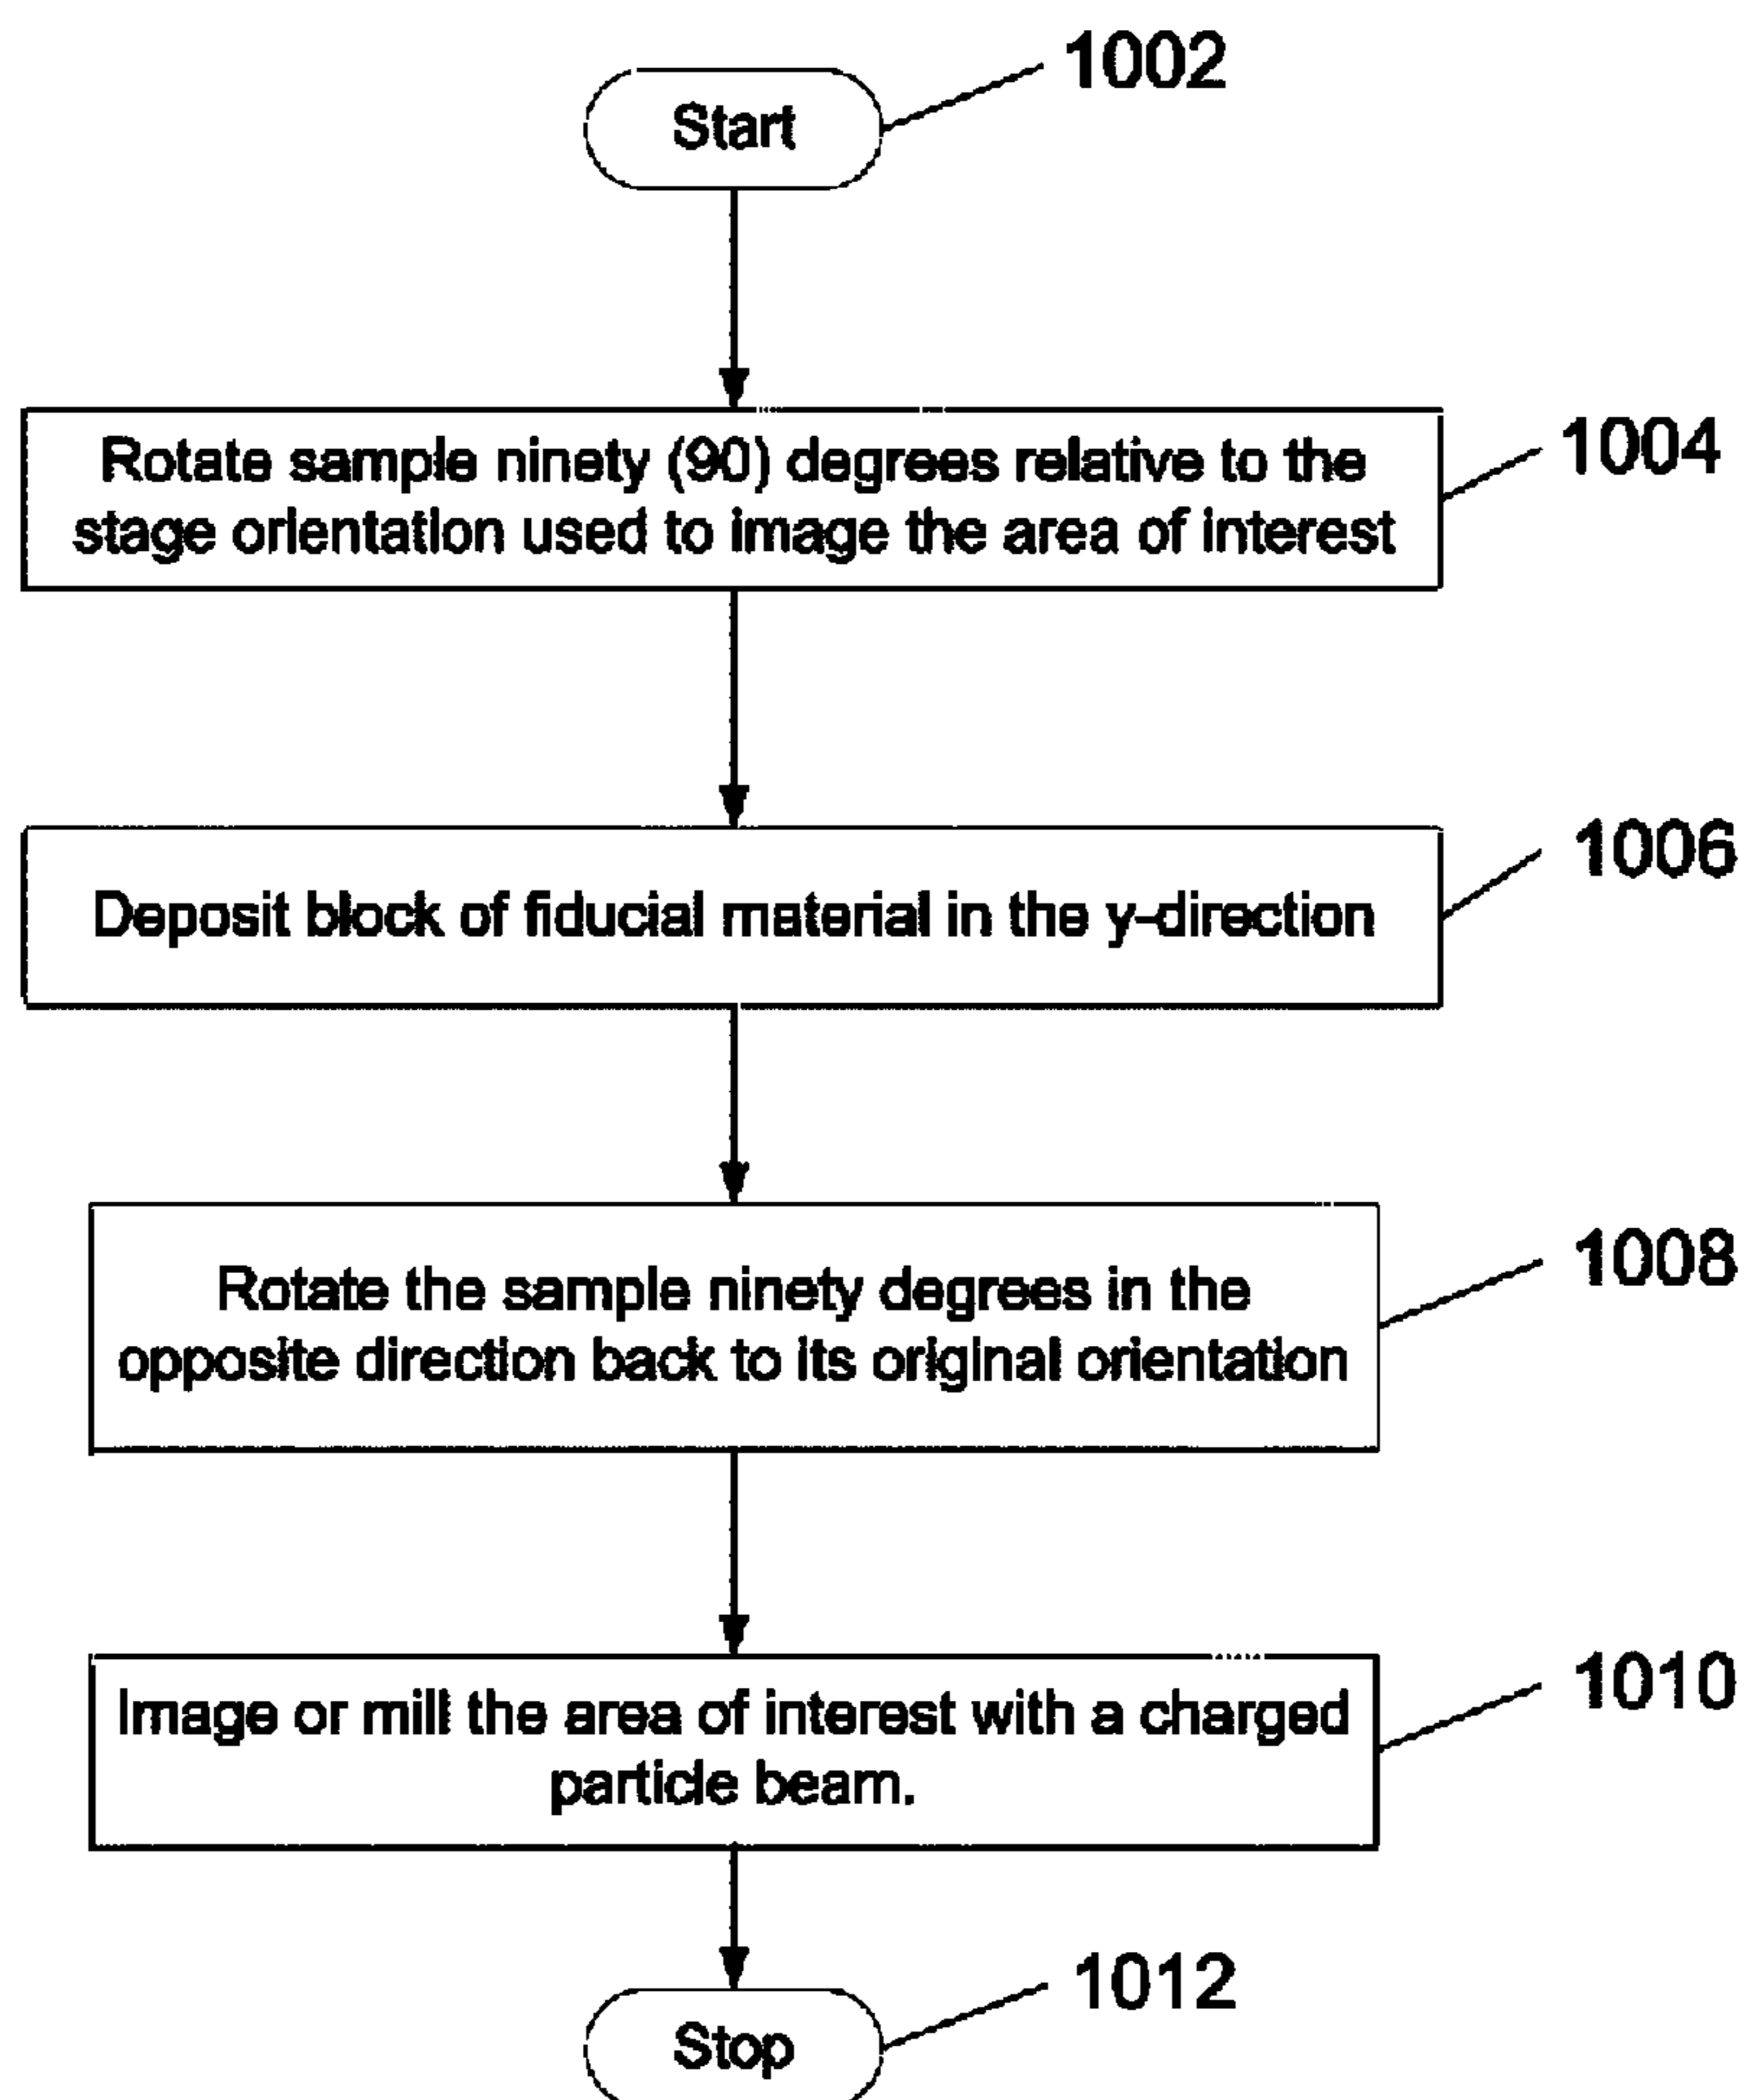 1002
Start
1004
Rotate sample ninety (90) degrees relative to the
stage orientation used to image the area of interest
1006
Deposit block of fiducial material in the y-direction
1008
Rotate the sample ninety degrees in the
opposite direction back to its original orientation
1010
Image or mill the area of interest with a charged
particle beam.
1012
Stop